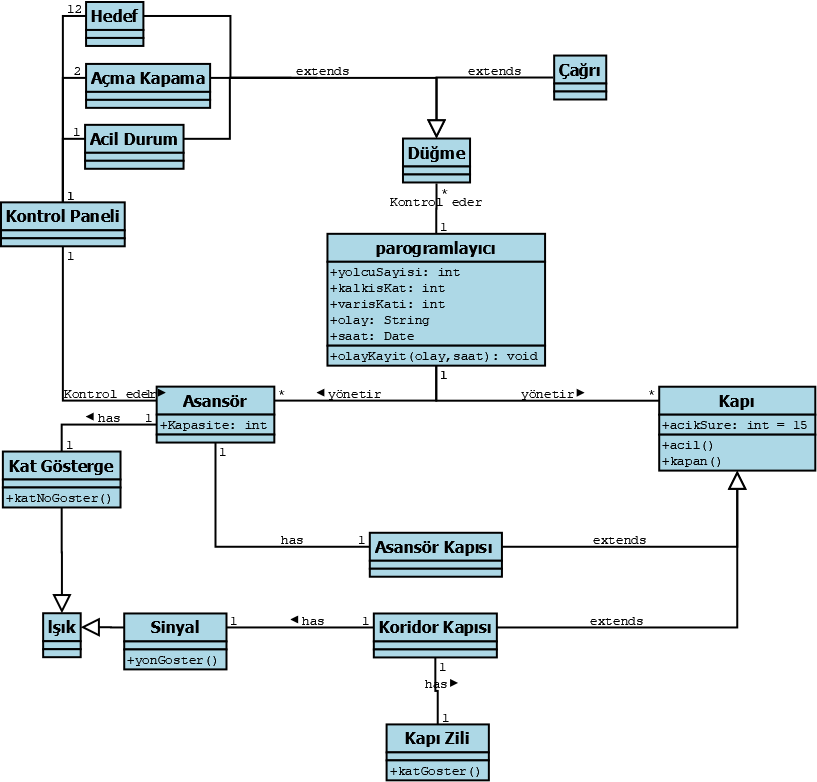 12
Hedef
2
Açma Kapama
extends
extends
Çağrı
1
Acil Durum
Düğme
1
*
Kontrol eder
1
Kontrol Paneli
1
parogramlayıcı
+yolcuSayisi: int
+kalkisKat: int
+varisKati: int
+olay: String
+saat: Date
+olayKayit(olay,saat): void
1
Kontrol eder
1
Asansör
+Kapasite: int
*
yönetir
yönetir
*
Kapı
+acikSure: int = 15
+acil()
+kapan()
has
1
1
Kat Gösterge
+katNoGoster()
1
has
1
Asansör Kapısı
extends
Işık
Sinyal
+yonGoster()
1
has
1
Koridor Kapısı
extends
1
has
1
Kapı Zili
+katGoster()